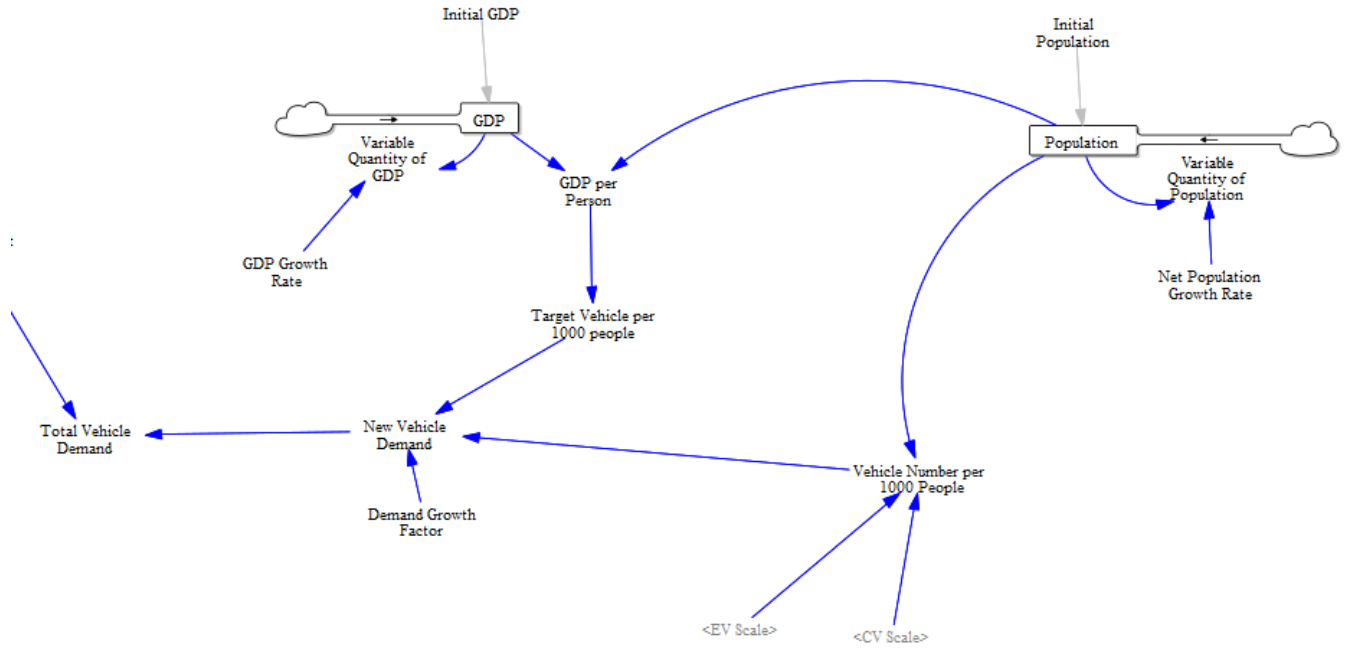 Initial GDP
Initial
Population
GDP
Variable
Quantity of
GDP
Population
Variable
Quantity of
Population
GDP per
Person
GDP Growth
Rate
Net Population
Growth Rate
Target Vehicle per
1000 people
Total Vehicle
Demand
New Vehicle
Demand
Vehicle Number per
1000 People
Demand Growth
Factor
<EV Scale>
<CV Scale>